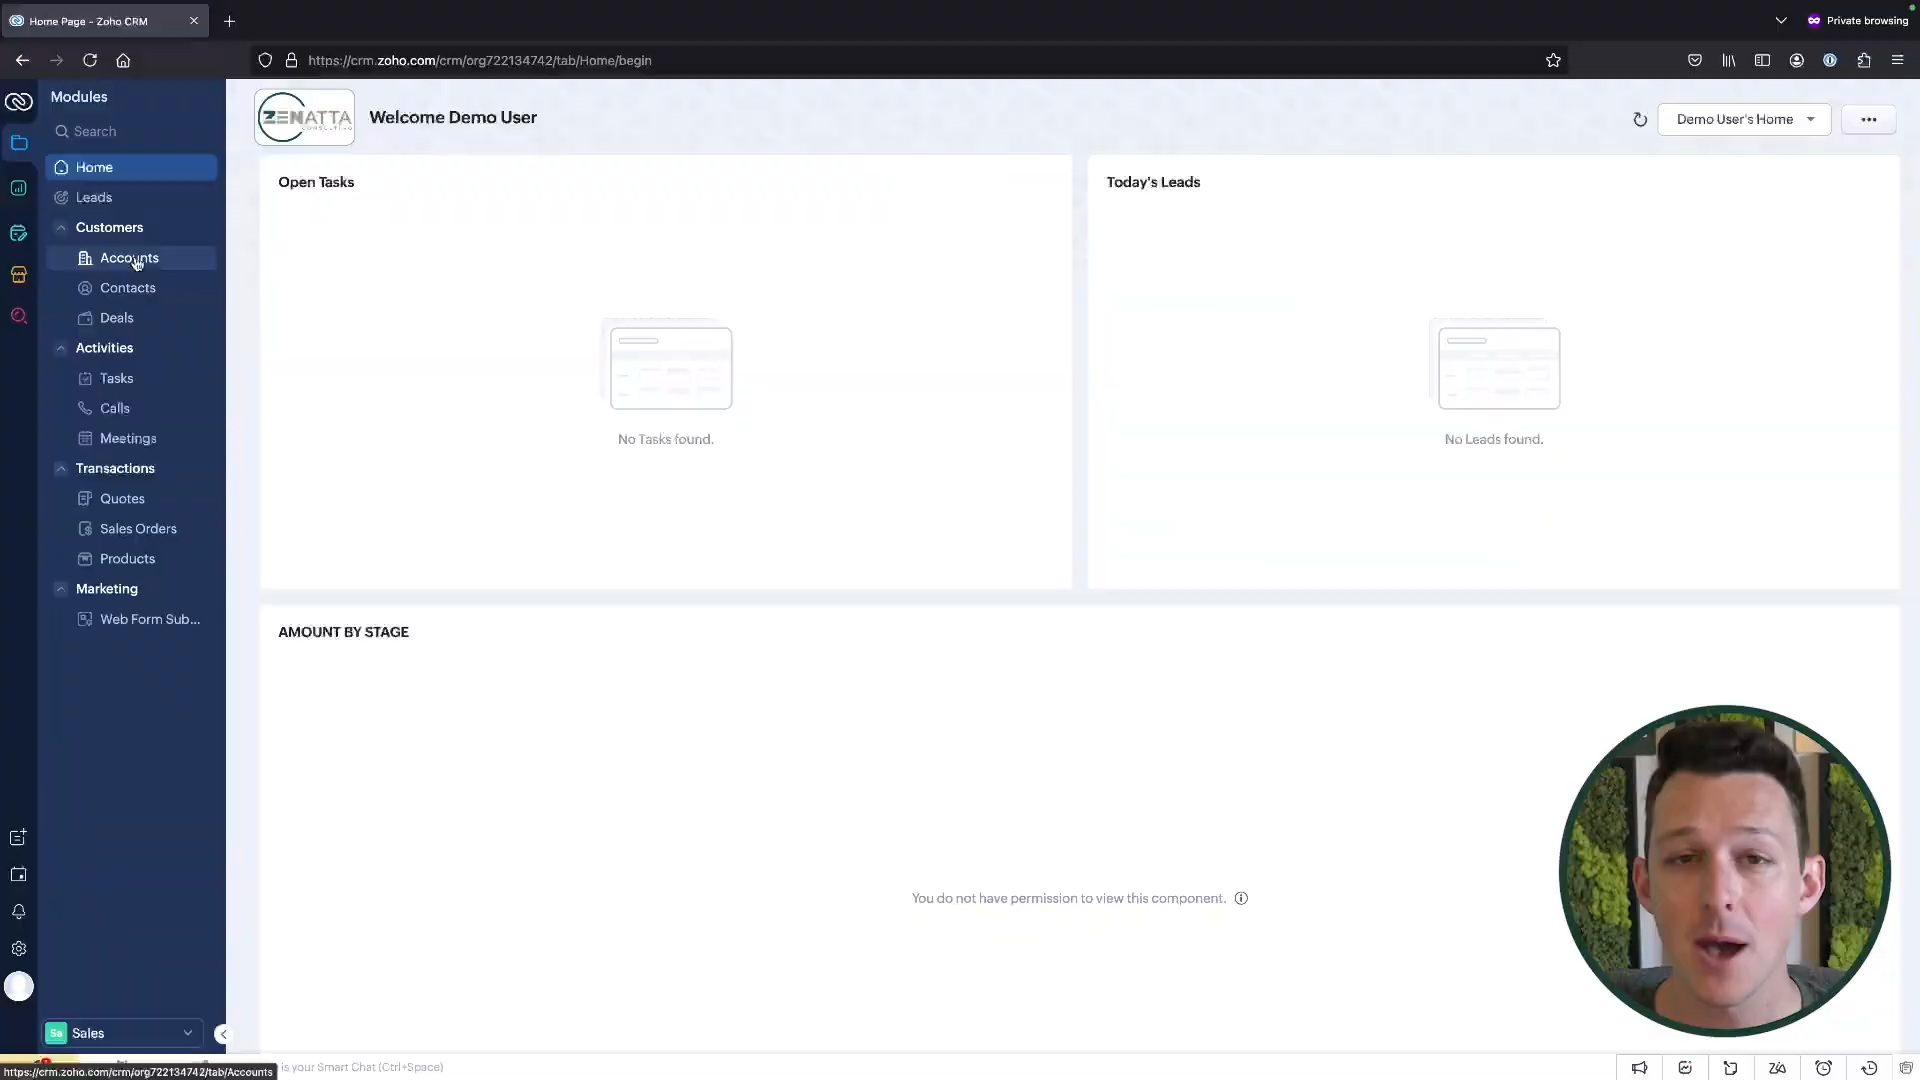 Home Page - Zoho CRM
Private browsing
https://crm.zoho.com/crm/org722134742/tab/Home/begin
Modules
Search
Home
Leads
Customers
Accounts
Contacts
Deals
Activities
Tasks
Calls
Meetings
Transactions
Quotes
Sales Orders
Products
Marketing
Web Form Sub...
Sa Sales
ZENATTA
CONSULTING
Welcome Demo User
Demo User's Home
Open Tasks
No Tasks found.
Today's Leads
No Leads found.
AMOUNT BY STAGE
You do not have permission to view this component.
is your Smart Chat (Ctrl+Space)
https://crm.zoho.com/crm/org722134742/tab/Accounts